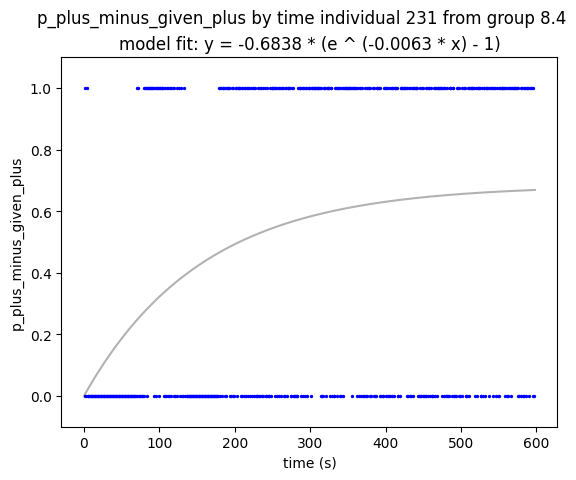 p_plus_minus_given_plus by time individual 231 from group 8.4
model fit: y = -0.6838 * (e ^ (-0.0063 * x) - 1)
p_plus_minus_given_plus
1.0
0.8
0.6
0.4
0.2
0.0
0 100 200 300 400 500 600
time (s)